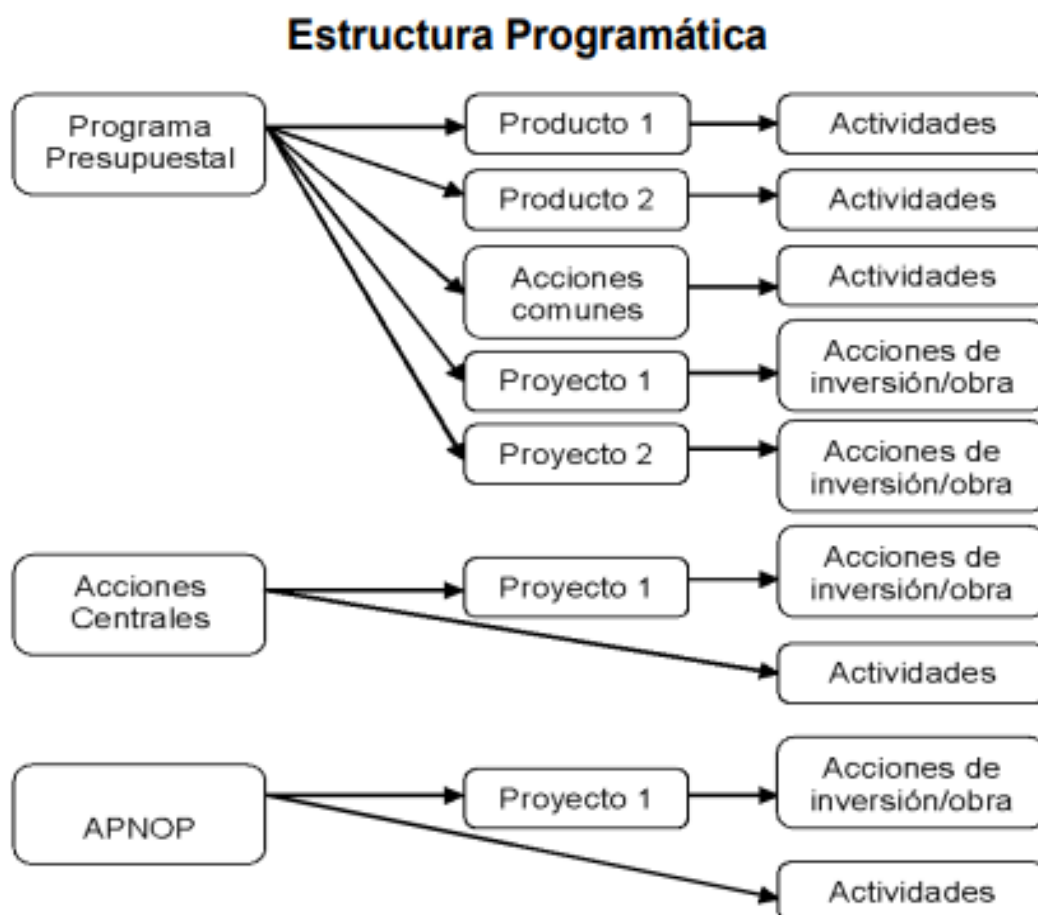 Estructura Programática
Programa
Presupuestal
Producto 1
Actividades
Producto 2
Actividades
Acciones
comunes
Actividades
Proyecto 1
Acciones de
inversión/obra
Proyecto 2
Acciones de
inversión/obra
Acciones
Centrales
Proyecto 1
Acciones de
inversión/obra
Actividades
APNOP
Proyecto 1
Acciones de
inversión/obra
Actividades